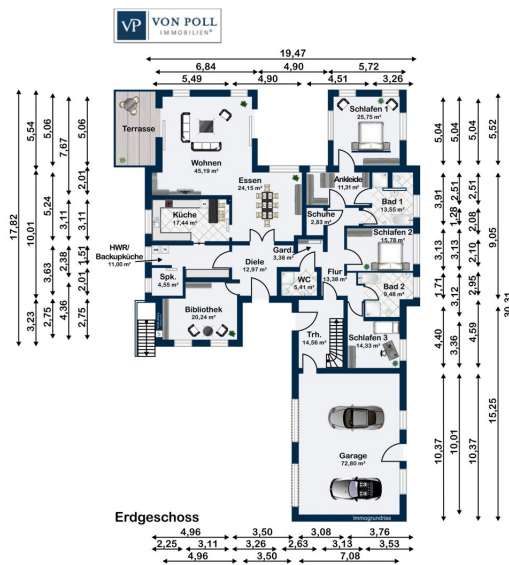 VP VON POLL
IMMOBILIEN®
19,47
6,84 4,90 5,72
5,49 4,90 4,51 3,26
Terrasse
Wohnen
45,19 m²
Essen
24,15 m²
Schlafen 1
25,75 m²
Ankleide
11,31 m²
Bad 1
13,55 m²
Schuhe
2,83 m²
Küche
17,44 m²
Schlafen 2
15,78 m²
HWR/
Backupküche
11,00 m²
Gard.
3,38 m²
Diele
12,97 m²
Flur
13,38 m²
WC
5,41 m²
Spk.
4,55 m²
Bad 2
9,48 m²
Bibliothek
20,24 m²
Trh.
14,56 m²
Schlafen 3
14,33 m²
Garage
72,80 m²
Immogrundriss
17,82
5,54 10,01 3,23
5,06 5,24 3,63 2,75
7,67 3,11 2,38 4,36
5,06 2,01 3,11 1,51 2,01 2,75
5,04 3,91 1,28 3,13 1,71 4,40 10,37
5,04 2,51 3,13 3,12 3,36 10,01
5,04 2,51 2,08 2,10 2,95 4,59 10,37
5,52 9,05 15,25
Erdgeschoss
4,96 3,50 3,08 3,76
2,25 3,11 3,26 2,63 3,13 3,53
4,96 3,50 7,08